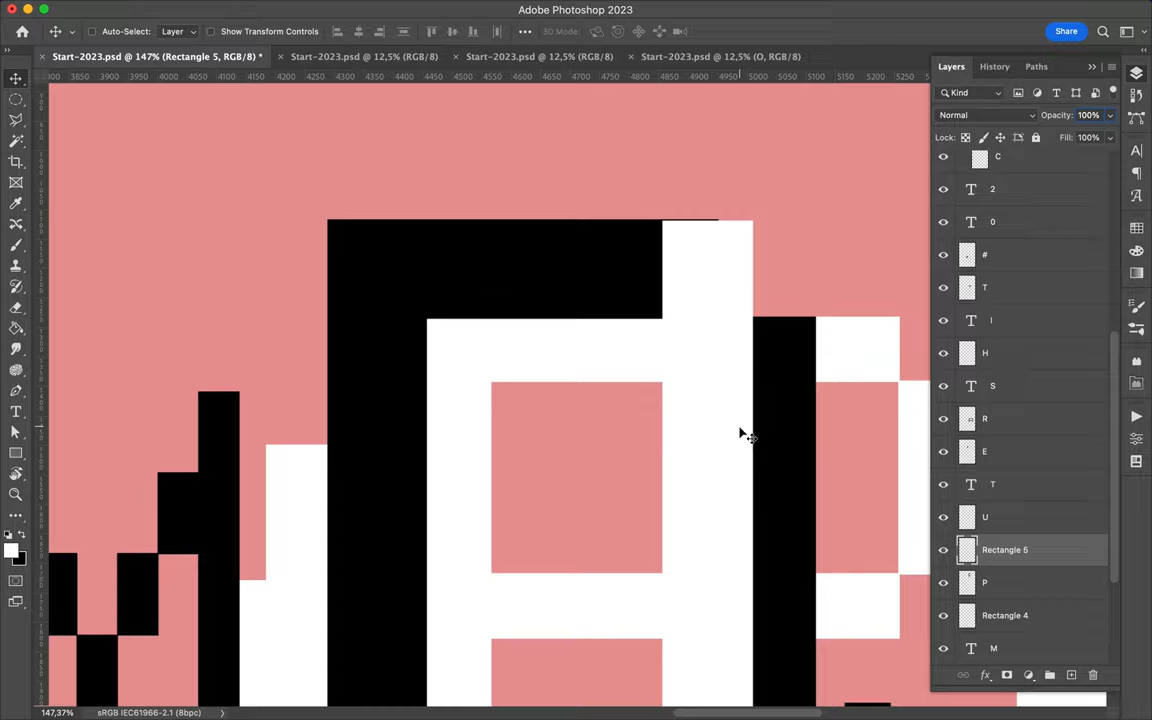 Adobe Photoshop 2023
Auto-Select: Layer Show Transform Controls 3D Mode: Share
Start-2023.psd @ 147% (Rectangle 5, RGB/8) * Start-2023.psd @ 12,5% (RGB/8) Start-2023.psd @ 12,5% (RGB/8) Start-2023.psd @ 12,5% (O, RGB/8)
3850 3900 3950 4000 4050 4100 4150 4200 4250 4300 4350 4400 4450 4500 4550 4600 4650 4700 4750 4800 4850 4900 4950 5000 5050 5100 5150 5200 5250
Layers History Paths
Kind
Normal Opacity: 100%
Lock: Fill: 100%
C
2
0
#
T
I
H
S
R
E
T
U
Rectangle 5
P
Rectangle 4
M
147,37% sRGB IEC61966-2.1 (8bpc)